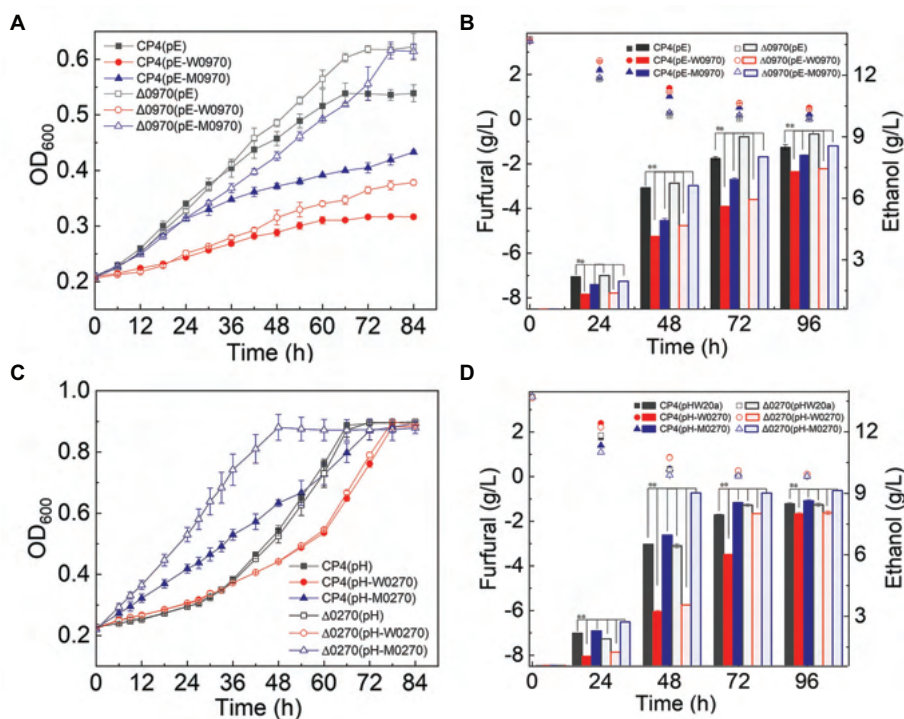 A
OD600
0.6
0.5
0.4
0.3
0.2
CP4(pE)
CP4(pE-W0970)
CP4(pE-M0970)
Δ0970(pE)
Δ0970(pE-W0970)
Δ0970(pE-M0970)
0 12 24 36 48 60 72 84
Time (h)
B
Furfural (g/L)
2
0
-2
-4
-6
-8
CP4(pE) Δ0970(pE)
CP4(pE-W0970) Δ0970(pE-W0970)
CP4(pE-M0970) Δ0970(pE-M0970)
** ** ** **
12
9
6
3
Ethanol (g/L)
0 24 48 72 96
Time (h)
C
OD600
1.0
0.8
0.6
0.4
0.2
CP4(pH)
CP4(pH-W0270)
CP4(pH-M0270)
Δ0270(pH)
Δ0270(pH-W0270)
Δ0270(pH-M0270)
0 12 24 36 48 60 72 84
Time (h)
D
Furfural (g/L)
2
0
-2
-4
-6
-8
CP4(pHW20a) Δ0270(pHW20a)
CP4(pH-W0270) Δ0270(pH-W0270)
CP4(pH-M0270) Δ0270(pH-M0270)
** ** ** **
12
9
6
3
Ethanol (g/L)
0 24 48 72 96
Time (h)